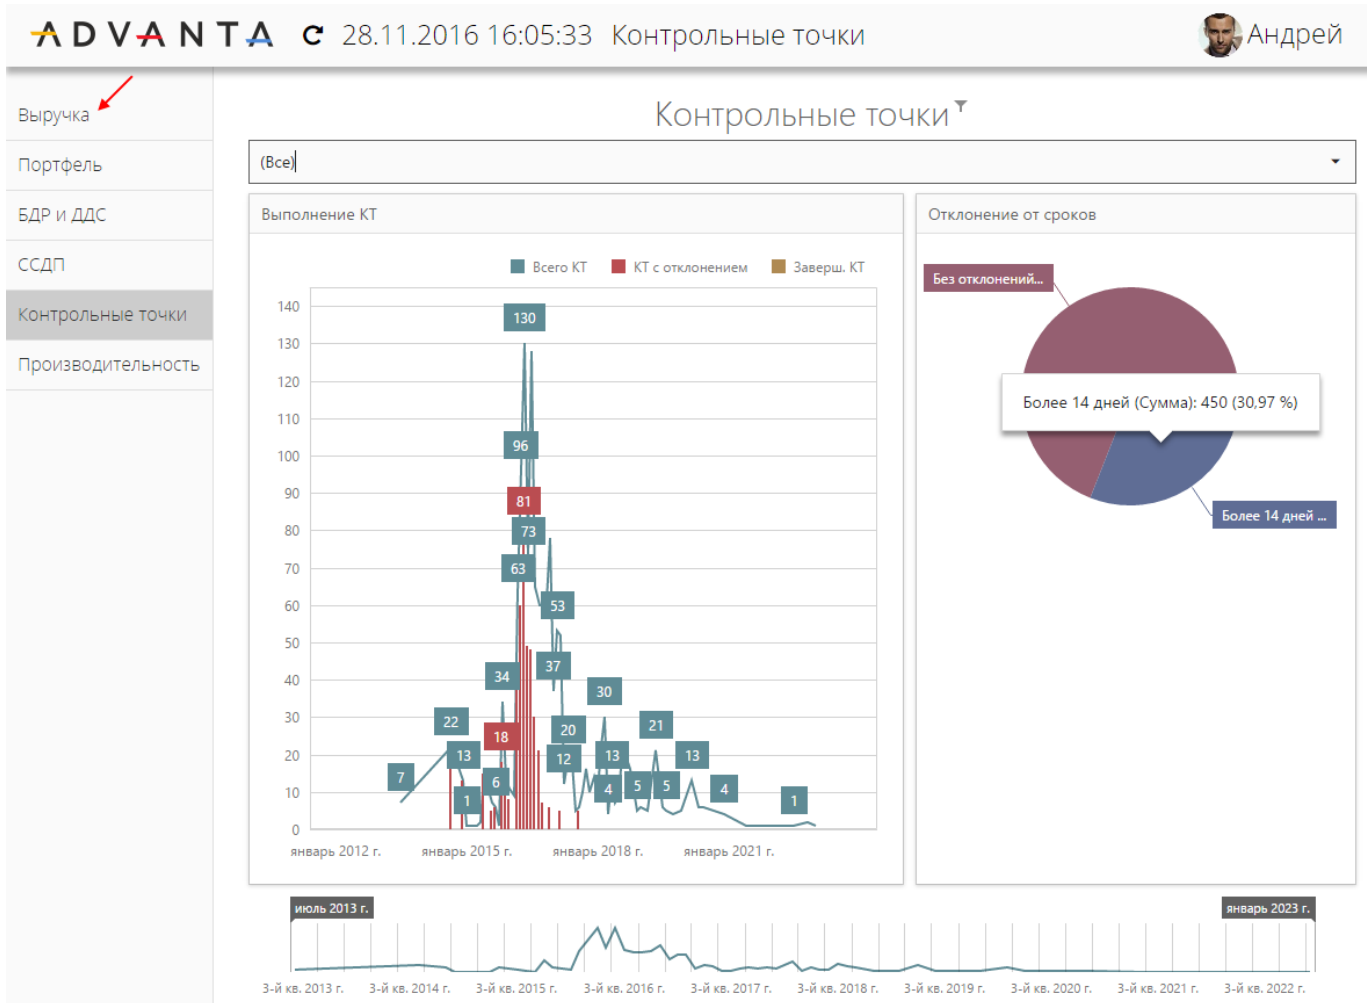 ADVANTA 28.11.2016 16:05:33 Контрольные точки Андрей
Выручка
Портфель
БДР и ДДС
ССДП
Контрольные точки
Производительность
Контрольные точки
(Все)
Выполнение КТ
Всего КТ КТ с отклонением Заверш. КТ
140
130
120
110
100
90
80
70
60
50
40
30
20
10
0
130
96
81
73
63
53
37
34
30
22
21
20
18
13
12
13
13
7
6
1
4
5
5
4
1
январь 2012 г. январь 2015 г. январь 2018 г. январь 2021 г.
Отклонение от сроков
Без отклонений...
Более 14 дней (Сумма): 450 (30,97 %)
Более 14 дней ...
июль 2013 г. январь 2023 г.
3-й кв. 2013 г. 3-й кв. 2014 г. 3-й кв. 2015 г. 3-й кв. 2016 г. 3-й кв. 2017 г. 3-й кв. 2018 г. 3-й кв. 2019 г. 3-й кв. 2020 г. 3-й кв. 2021 г. 3-й кв. 2022 г.